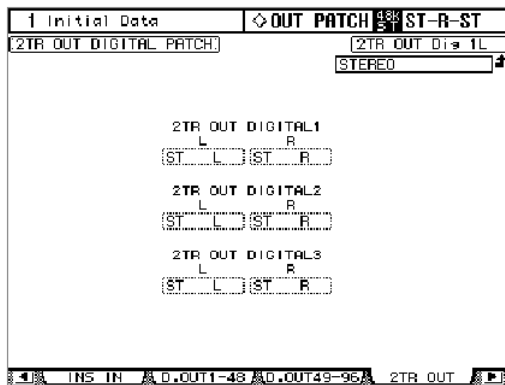 1 Initial Data ◇OUT PATCH 48k ST ST-R-ST
2TR OUT DIGITAL PATCH 2TR OUT Dig 1L
STEREO
2TR OUT DIGITAL1
L R
ST L ST R
2TR OUT DIGITAL2
L R
ST L ST R
2TR OUT DIGITAL3
L R
ST L ST R
INS IN D.OUT1-48 D.OUT49-96 2TR OUT